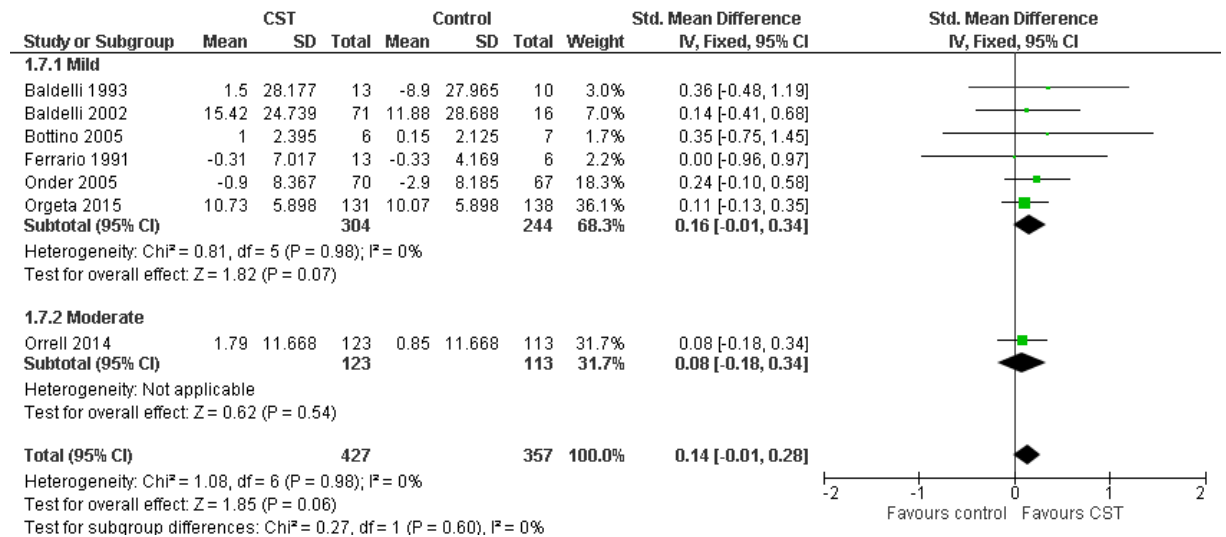 CST Control Std. Mean Difference Std. Mean Difference
Study or Subgroup Mean SD Total Mean SD Total Weight IV, Fixed, 95% CI IV, Fixed, 95% CI
1.7.1 Mild
Baldelli 1993 1.5 28.177 13 -8.9 27.965 10 3.0% 0.36 [-0.48, 1.19]
Baldelli 2002 15.42 24.739 71 11.88 28.688 16 7.0% 0.14 [-0.41, 0.68]
Bottino 2005 1 2.395 6 0.15 2.125 7 1.7% 0.35 [-0.75, 1.45]
Ferrario 1991 -0.31 7.017 13 -0.33 4.169 6 2.2% 0.00 [-0.96, 0.97]
Onder 2005 -0.9 8.367 70 -2.9 8.185 67 18.3% 0.24 [-0.10, 0.58]
Orgeta 2015 10.73 5.898 131 10.07 5.898 138 36.1% 0.11 [-0.13, 0.35]
Subtotal (95% CI) 304 244 68.3% 0.16 [-0.01, 0.34]
Heterogeneity: Chi² = 0.81, df = 5 (P = 0.98); I² = 0%
Test for overall effect: Z = 1.82 (P = 0.07)
1.7.2 Moderate
Orrell 2014 1.79 11.668 123 0.85 11.668 113 31.7% 0.08 [-0.18, 0.34]
Subtotal (95% CI) 123 113 31.7% 0.08 [-0.18, 0.34]
Heterogeneity: Not applicable
Test for overall effect: Z = 0.62 (P = 0.54)
Total (95% CI) 427 357 100.0% 0.14 [-0.01, 0.28]
Heterogeneity: Chi² = 1.08, df = 6 (P = 0.98); I² = 0%
Test for overall effect: Z = 1.85 (P = 0.06)
Test for subgroup differences: Chi² = 0.27, df = 1 (P = 0.60), I² = 0%
-2 -1 0 1 2
Favours control Favours CST